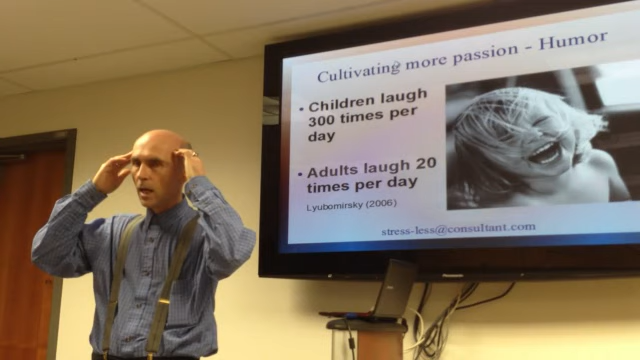 Cultivating more passion - Humor
• Children laugh
300 times per
day
• Adults laugh 20
times per day
Lyubomirsky (2006)
stress-less@consultant.com
Panasonic